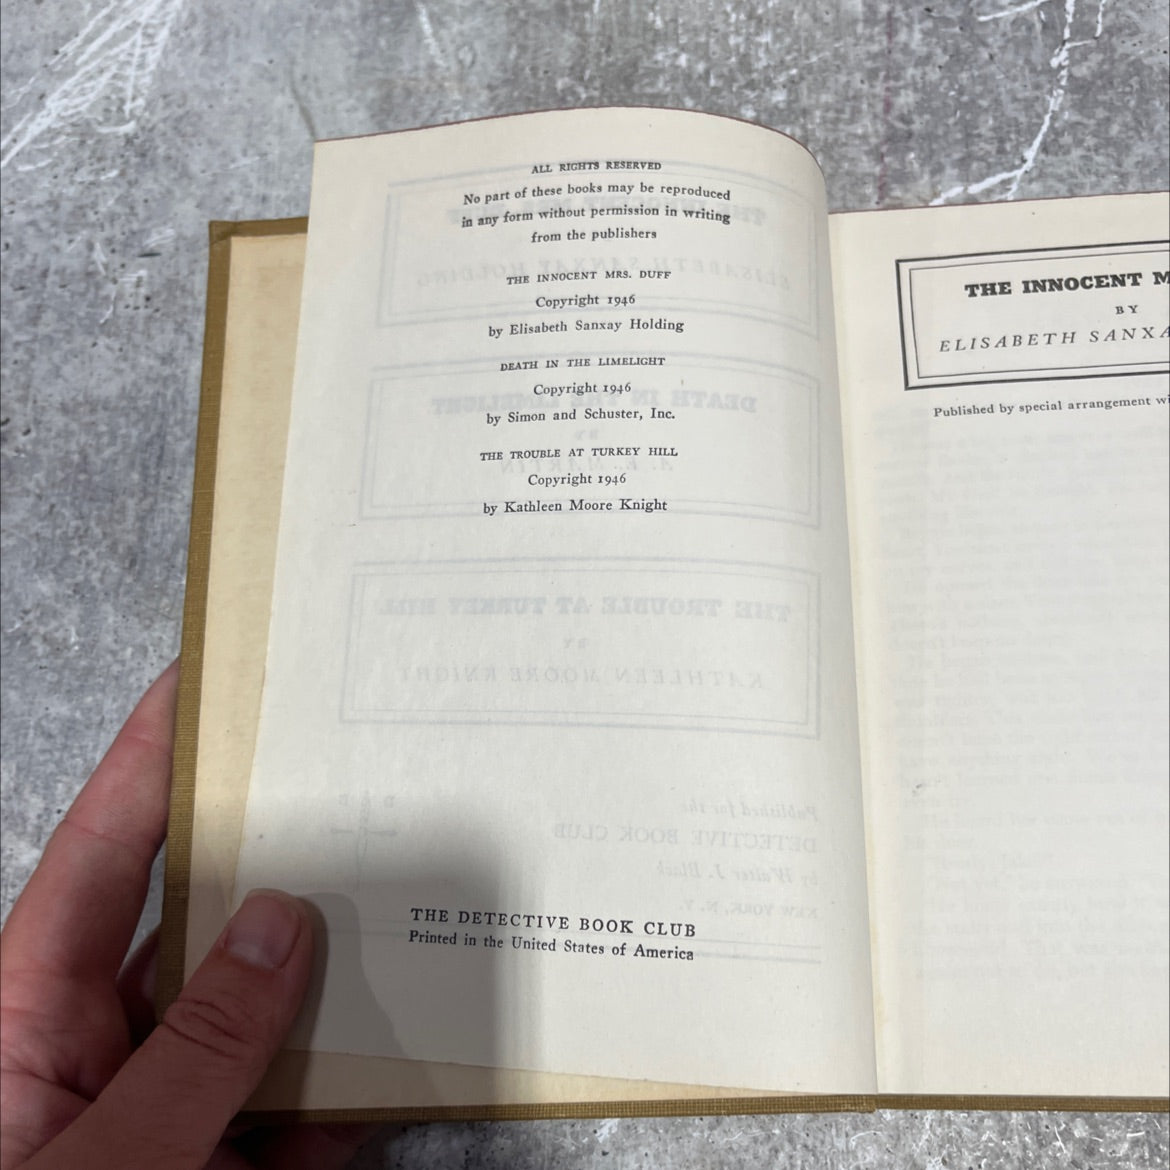 ALL RIGHTS RESERVED
No part of these books may be reproduced
in any form without permission in writing
from the publishers
THE INNOCENT MRS. DUFF
Copyright 1946
by Elisabeth Sanxay Holding
DEATH IN THE LIMELIGHT
Copyright 1946
by Simon and Schuster, Inc.
THE TROUBLE AT TURKEY HILL
Copyright 1946
by Kathleen Moore Knight
THE DETECTIVE BOOK CLUB
Printed in the United States of America
THE INNOCENT M
BY
ELISABETH SANXA
Published by special arrangement wi